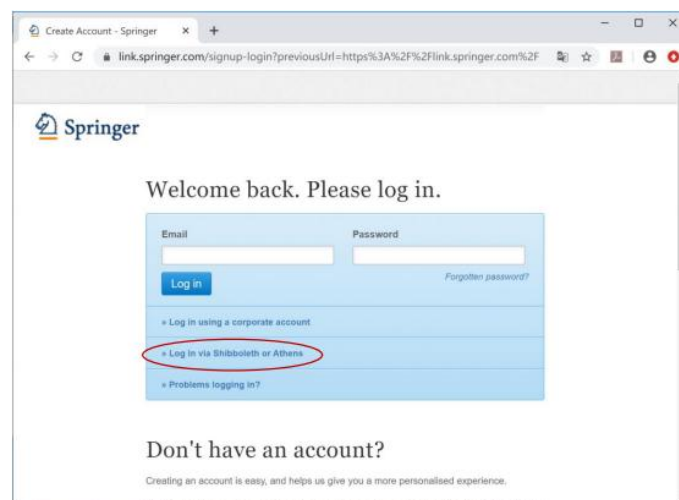 Create Account - Springer
link.springer.com/signup-login?previousUrl=https%3A%2F%2Flink.springer.com%2F
Springer
Welcome back. Please log in.
Email Password
Forgotten password?
Log in
» Log in using a corporate account
» Log in via Shibboleth or Athens
» Problems logging in?
Don't have an account?
Creating an account is easy, and helps us give you a more personalised experience.